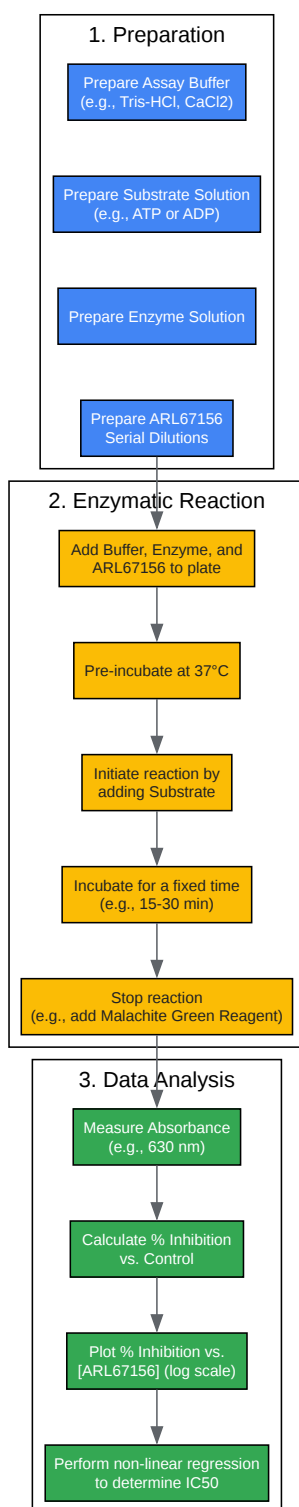 1. Preparation
Prepare Assay Buffer
(e.g., Tris-HCl, CaCl2)
Prepare Substrate Solution
(e.g., ATP or ADP)
Prepare Enzyme Solution
Prepare ARL67156
Serial Dilutions
2. Enzymatic Reaction
Add Buffer, Enzyme, and
ARL67156 to plate
Pre-incubate at 37°C
Initiate reaction by
adding Substrate
Incubate for a fixed time
(e.g., 15-30 min)
Stop reaction
(e.g., add Malachite Green Reagent)
3. Data Analysis
Measure Absorbance
(e.g., 630 nm)
Calculate % Inhibition
vs. Control
Plot % Inhibition vs.
[ARL67156] (log scale)
Perform non-linear regression
to determine IC50